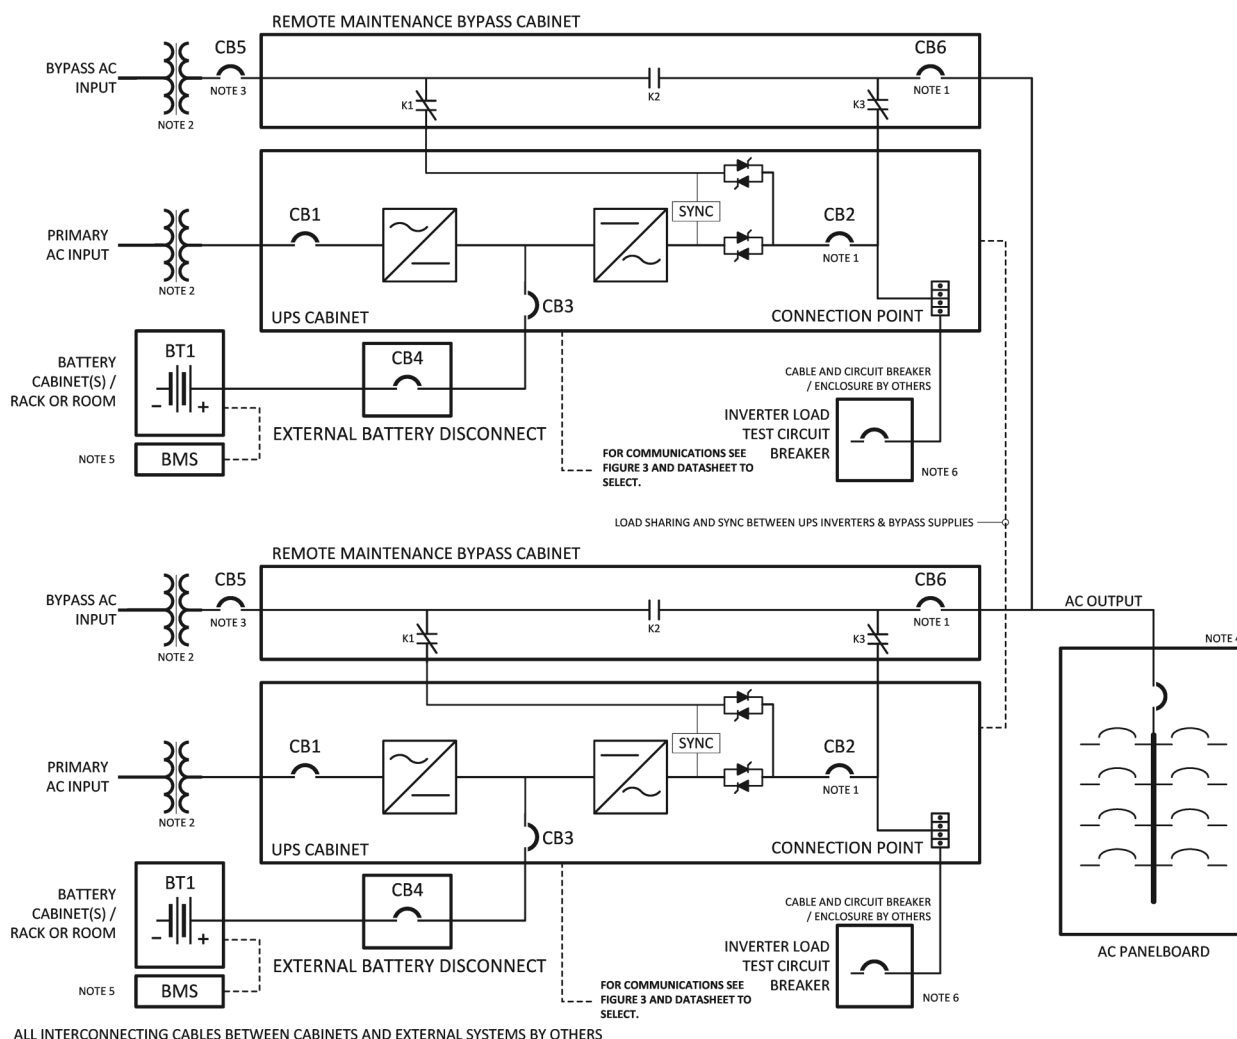 REMOTE MAINTENANCE BYPASS CABINET
CB5
CB6
BYPASS AC
INPUT
NOTE 3
K1
K2
K3
NOTE 1
NOTE 2
CB1
SYNC
CB2
PRIMARY
AC INPUT
NOTE 1
NOTE 2
CB3
UPS CABINET
CONNECTION POINT
BT1
CB4
BATTERY
CABINET(S) /
RACK OR ROOM
- +
CABLE AND CIRCUIT BREAKER
/ ENCLOSURE BY OTHERS
INVERTER LOAD
TEST CIRCUIT
BREAKER
EXTERNAL BATTERY DISCONNECT
NOTE 5
BMS
FOR COMMUNICATIONS SEE
FIGURE 3 AND DATASHEET TO
SELECT.
NOTE 6
LOAD SHARING AND SYNC BETWEEN UPS INVERTERS & BYPASS SUPPLIES
REMOTE MAINTENANCE BYPASS CABINET
CB5
CB6
BYPASS AC
INPUT
NOTE 3
K1
K2
K3
NOTE 1
AC OUTPUT
NOTE 2
NOTE 4
CB1
SYNC
CB2
PRIMARY
AC INPUT
NOTE 1
NOTE 2
CB3
UPS CABINET
CONNECTION POINT
BT1
CB4
BATTERY
CABINET(S) /
RACK OR ROOM
- +
CABLE AND CIRCUIT BREAKER
/ ENCLOSURE BY OTHERS
INVERTER LOAD
TEST CIRCUIT
BREAKER
AC PANELBOARD
EXTERNAL BATTERY DISCONNECT
NOTE 5
BMS
FOR COMMUNICATIONS SEE
FIGURE 3 AND DATASHEET TO
SELECT.
NOTE 6
ALL INTERCONNECTING CABLES BETWEEN CABINETS AND EXTERNAL SYSTEMS BY OTHERS